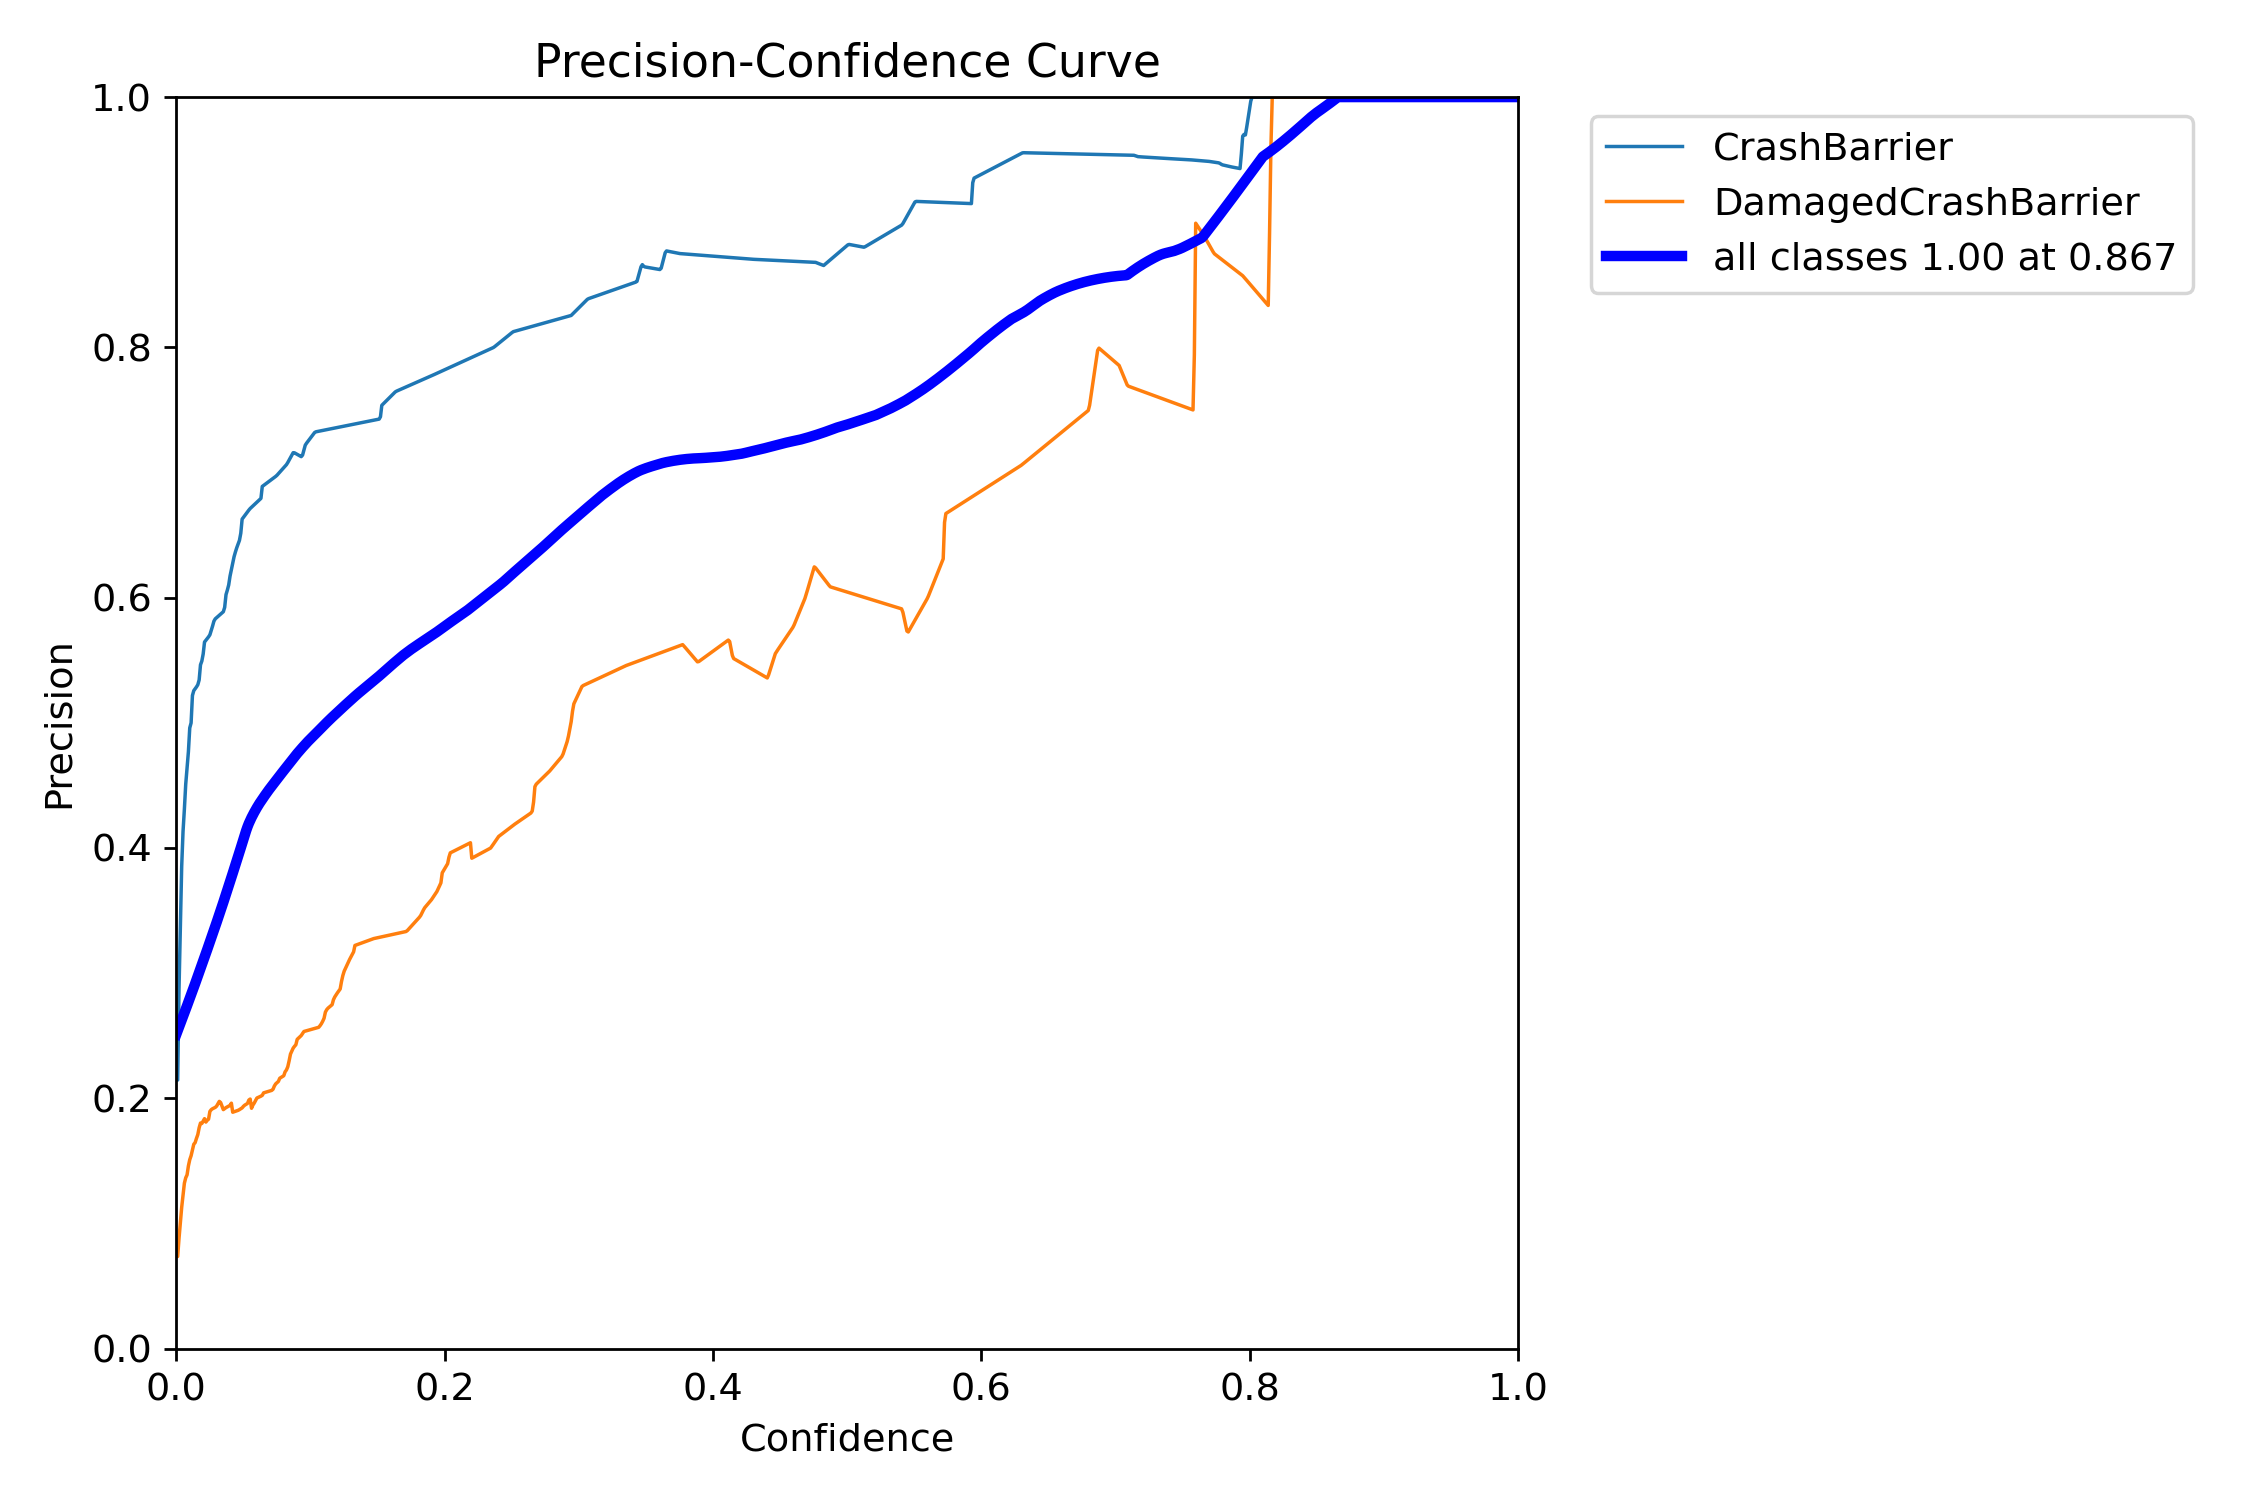 Precision-Confidence Curve
1.0
0.8
0.6
0.4
0.2
0.0
Precision
0.0 0.2 0.4 0.6 0.8 1.0
Confidence
CrashBarrier
DamagedCrashBarrier
all classes 1.00 at 0.867